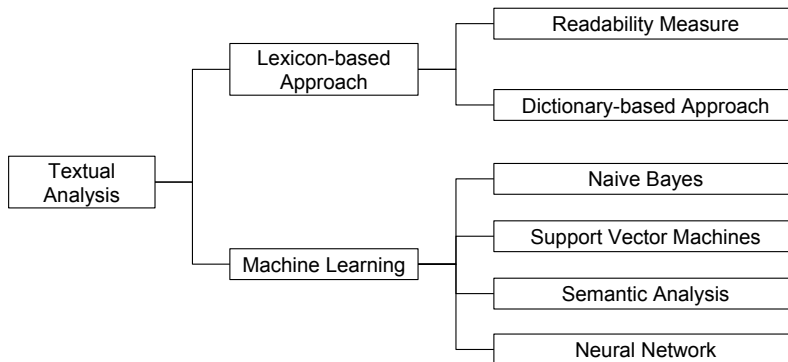 Readability Measure
Lexicon-based
Approach
Dictionary-based Approach
Textual
Analysis
Naive Bayes
Support Vector Machines
Machine Learning
Semantic Analysis
Neural Network